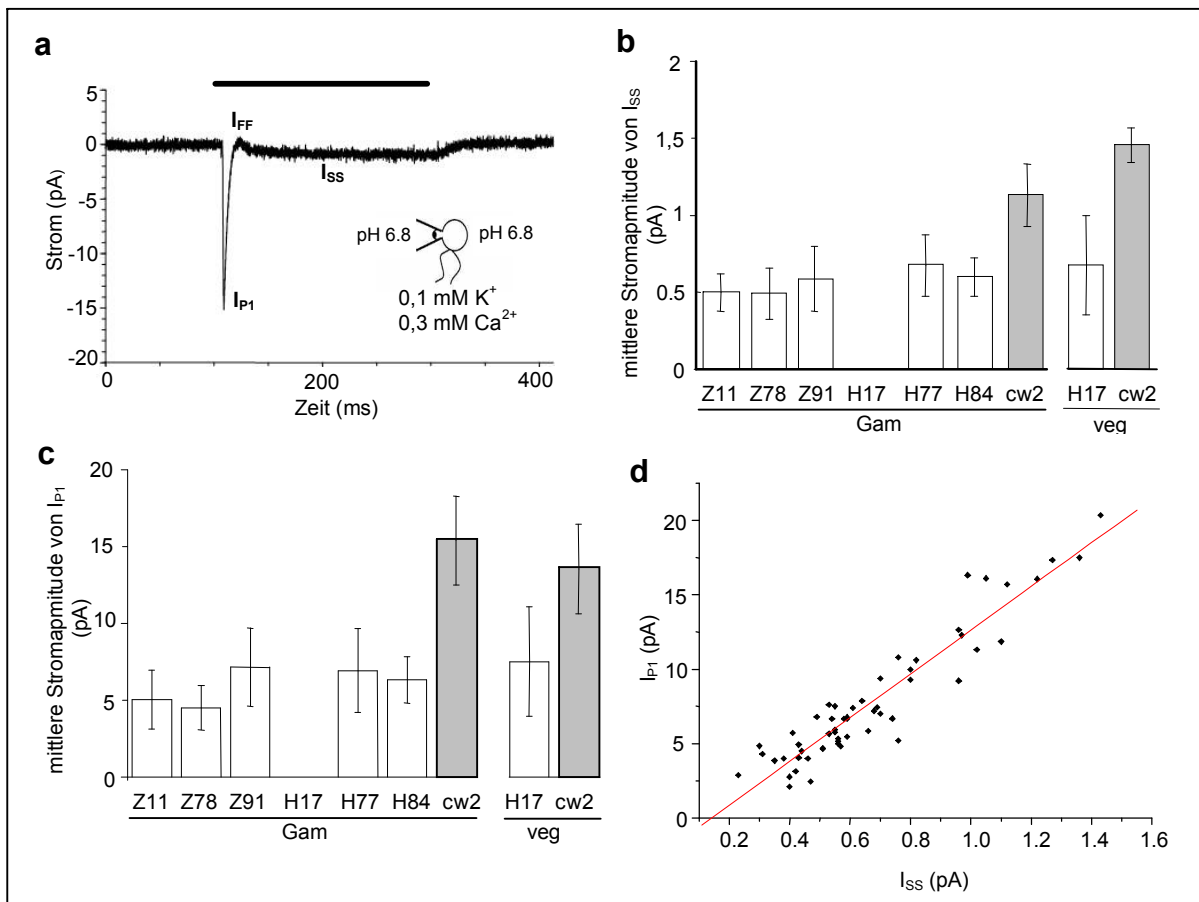 a
5
0
-5
-10
-15
-20
Strom (pA)
I_FF
I_SS
I_P1
pH 6.8 pH 6.8
0,1 mM K⁺
0,3 mM Ca²⁺
0 200 400
Zeit (ms)
b
mittlere Stromapmitude von I_SS
(pA)
2
1,5
1
0.5
0
Z11 Z78 Z91 H17 H77 H84 cw2 H17 cw2
Gam veg
c
mittlere Stromapmitude von I_P1
(pA)
20
15
10
5
0
Z11 Z78 Z91 H17 H77 H84 cw2 H17 cw2
Gam veg
d
I_P1 (pA)
20
15
10
5
0
0.2 0.4 0.6 0.8 1.0 1.2 1.4 1.6
I_SS (pA)